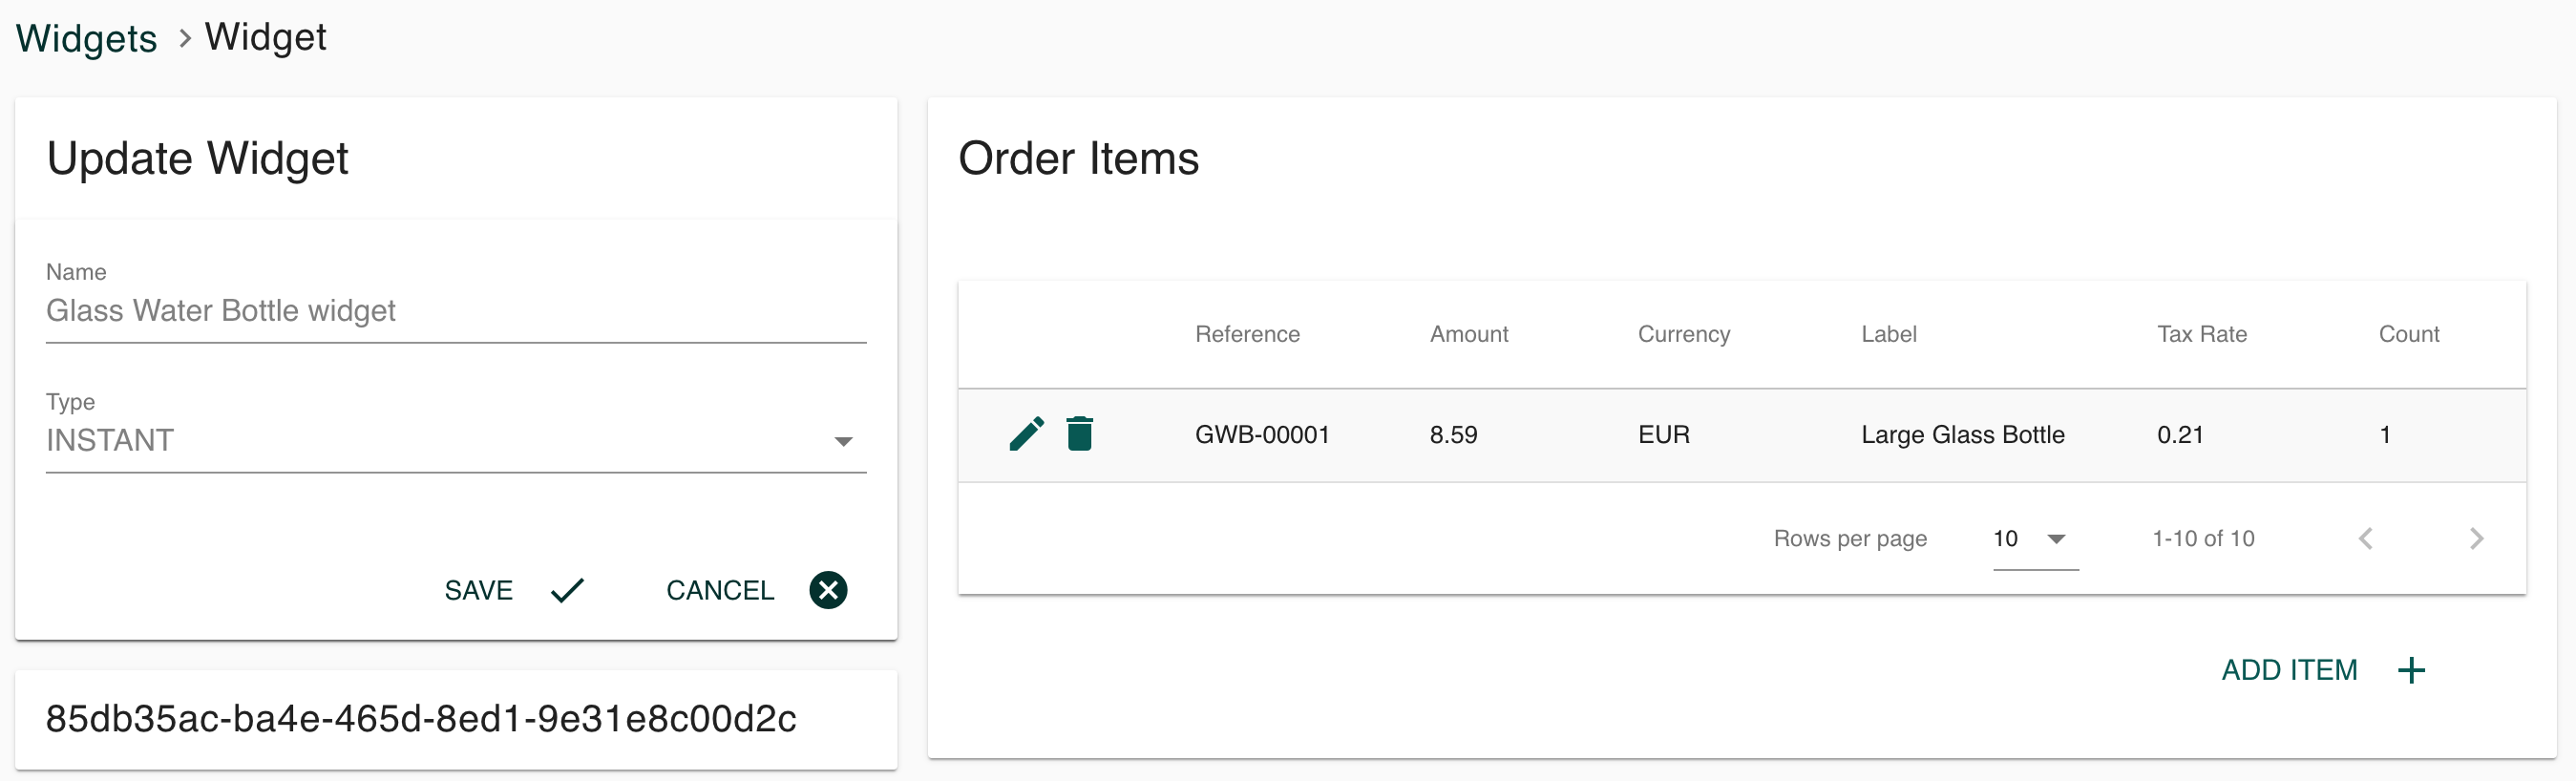 Widgets > Widget
Update Widget
Name
Glass Water Bottle widget
Type
INSTANT
SAVE CANCEL
85db35ac-ba4e-465d-8ed1-9e31e8c00d2c
Order Items
Reference Amount Currency Label Tax Rate Count
GWB-00001 8.59 EUR Large Glass Bottle 0.21 1
Rows per page 10 1-10 of 10
ADD ITEM +